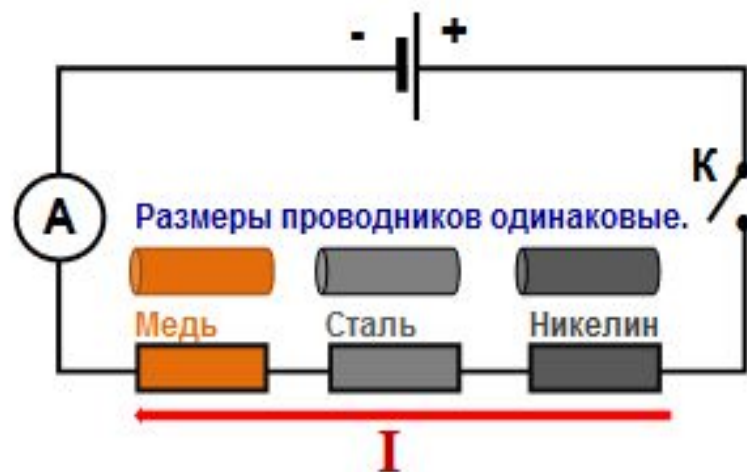 - +
К
А
Размеры проводников одинаковые.
Медь Сталь Никелин
I